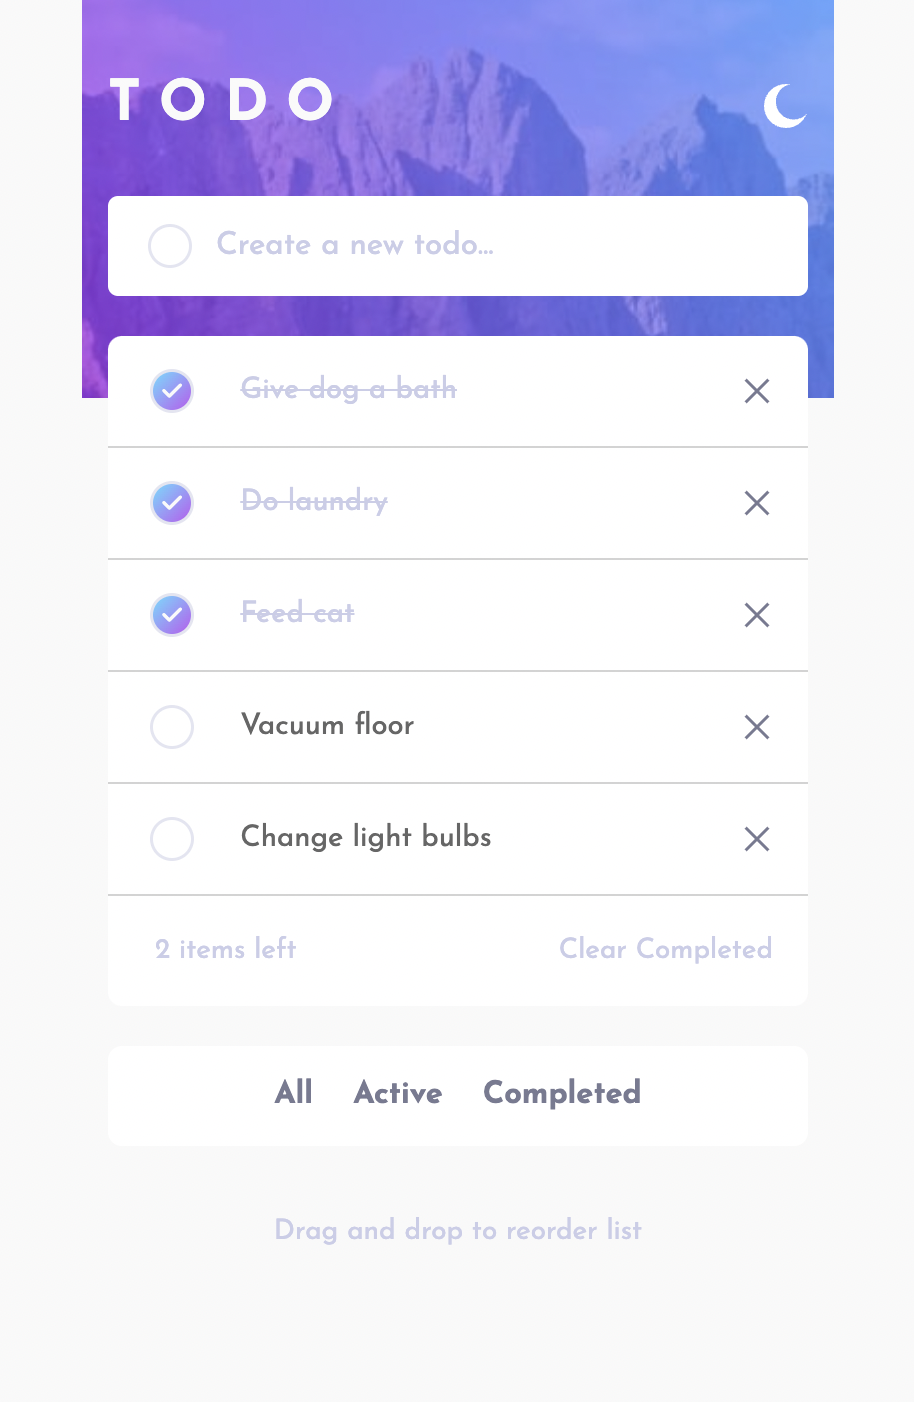 TODO
Create a new todo...
Give dog a bath
Do laundry
Feed cat
Vacuum floor
Change light bulbs
2 items left Clear Completed
All Active Completed
Drag and drop to reorder list